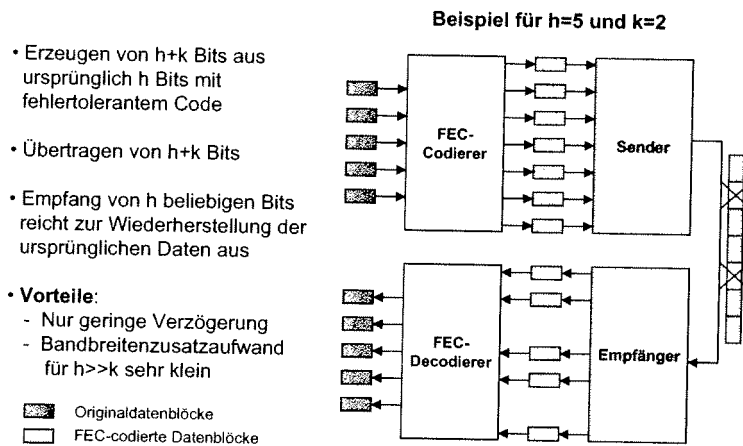 Beispiel für h=5 und k=2
• Erzeugen von h+k Bits aus
ursprünglich h Bits mit
fehlertolerantem Code
• Übertragen von h+k Bits
• Empfang von h beliebigen Bits
reicht zur Wiederherstellung der
ursprünglichen Daten aus
• Vorteile:
- Nur geringe Verzögerung
- Bandbreitenzusatzaufwand
für h>>k sehr klein
Originaldatenblöcke
FEC-codierte Datenblöcke
FEC-
Codierer
Sender
FEC-
Decodierer
Empfänger